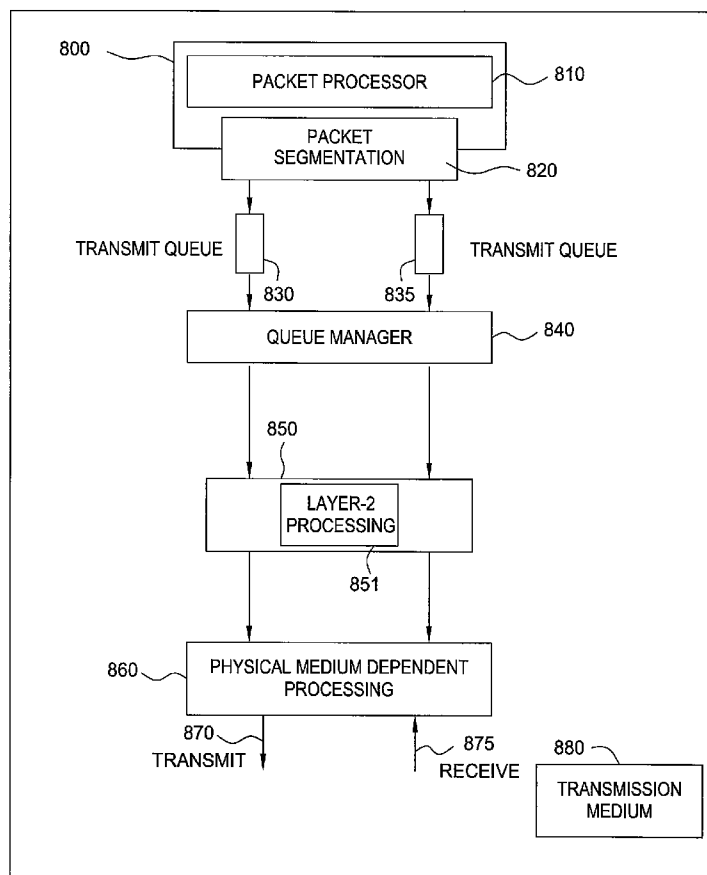 800
PACKET PROCESSOR
810
PACKET
SEGMENTATION
820
TRANSMIT QUEUE
830
835
TRANSMIT QUEUE
QUEUE MANAGER
840
850
LAYER-2
PROCESSING
851
860
PHYSICAL MEDIUM DEPENDENT
PROCESSING
870
TRANSMIT
875
RECEIVE
880
TRANSMISSION
MEDIUM